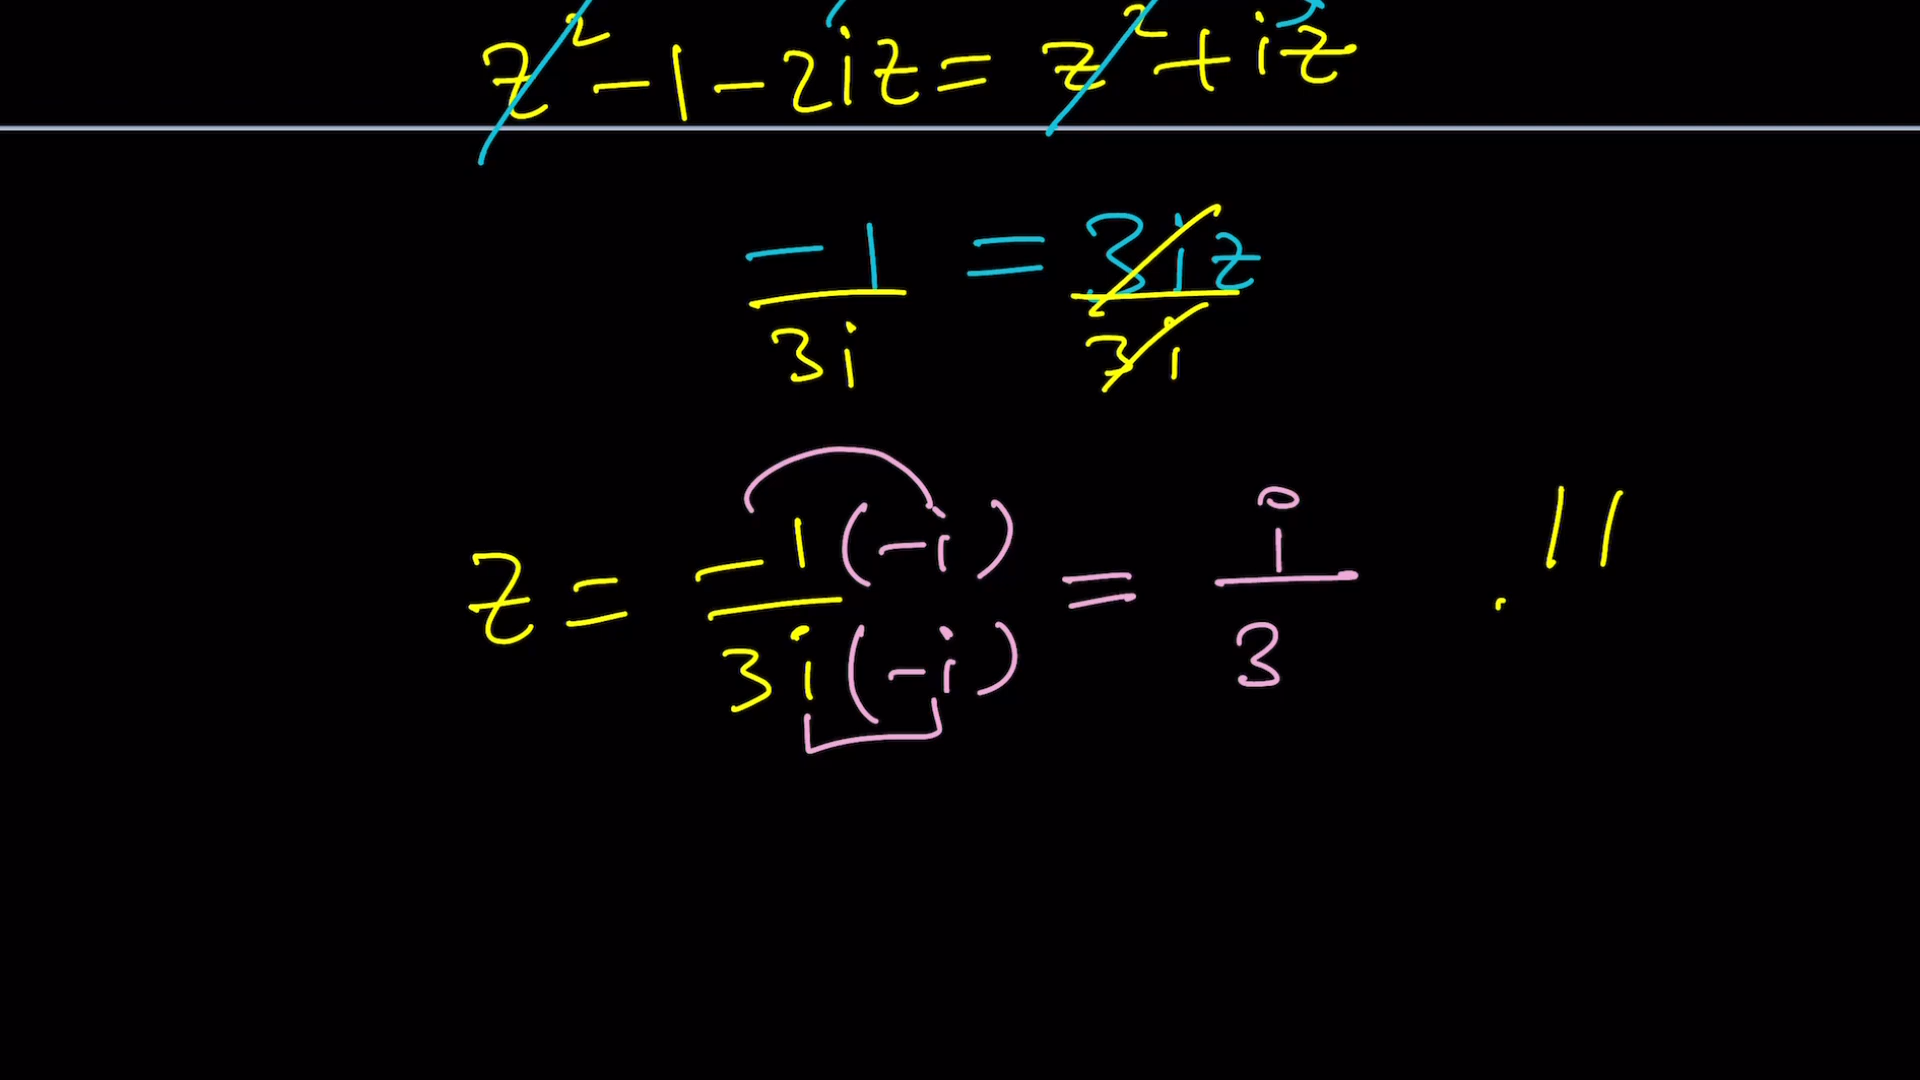 z² - 1 - 2iz = z² + iz
-1/3i = 3iz/3i
z = -1(-i)/3i(-i) = i/3